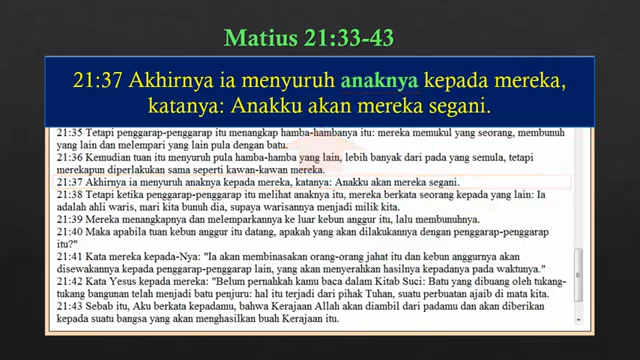 Matius 21:33-43
21:37 Akhirnya ia menyuruh anaknya kepada mereka,
katanya: Anakku akan mereka segani.
21:35 Tetapi penggarap-penggarap itu menangkap hamba-hambanya itu: mereka memukul yang seorang, membunuh
yang lain dan melempari yang lain pula dengan batu.
21:36 Kemudian tuan itu menyuruh pula hamba-hamba yang lain, lebih banyak dari pada yang semula, tetapi
merekapun diperlakukan sama seperti kawan-kawan mereka.
21:37 Akhirnya ia menyuruh anaknya kepada mereka, katanya: Anakku akan mereka segani.
21:38 Tetapi ketika penggarap-penggarap itu melihat anaknya itu, mereka berkata seorang kepada yang lain: Ia
adalah ahli waris, mari kita bunuh dia, supaya warisannya menjadi milik kita.
21:39 Mereka menangkapnya dan melemparkannya ke luar kebun anggur itu, lalu membunuhnya.
21:40 Maka apabila tuan kebun anggur itu datang, apakah yang akan dilakukannya dengan penggarap-penggarap
itu?"
21:41 Kata mereka kepada-Nya: "Ia akan membinasakan orang-orang jahat itu dan kebun anggurnya akan
disewakannya kepada penggarap-penggarap lain, yang akan menyerahkan hasilnya kepadanya pada waktunya."
21:42 Kata Yesus kepada mereka: "Belum pernahkah kamu baca dalam Kitab Suci: Batu yang dibuang oleh tukang-
tukang bangunan telah menjadi batu penjuru: hal itu terjadi dari pihak Tuhan, suatu perbuatan ajaib di mata kita.
21:43 Sebab itu, Aku berkata kepadamu, bahwa Kerajaan Allah akan diambil dari padamu dan akan diberikan
kepada suatu bangsa yang akan menghasilkan buah Kerajaan itu.